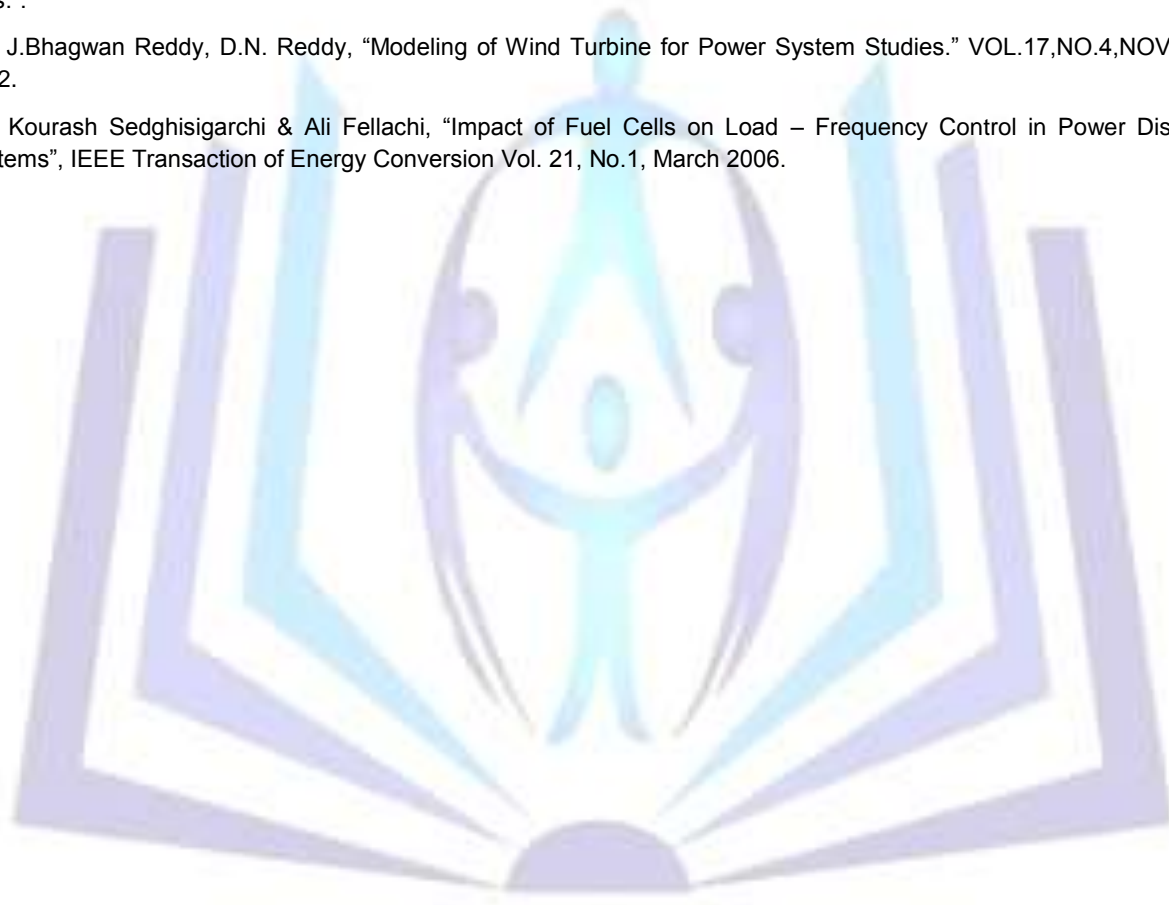 J.Bhagwan Reddy, D.N. Reddy, “Modeling of Wind Turbine for Power System Studies.” VOL.17,NO.4,NOV
2.
Kourash Sedghisigarchi & Ali Fellachi, “Impact of Fuel Cells on Load – Frequency Control in Power Dis
tems”, IEEE Transaction of Energy Conversion Vol. 21, No.1, March 2006.